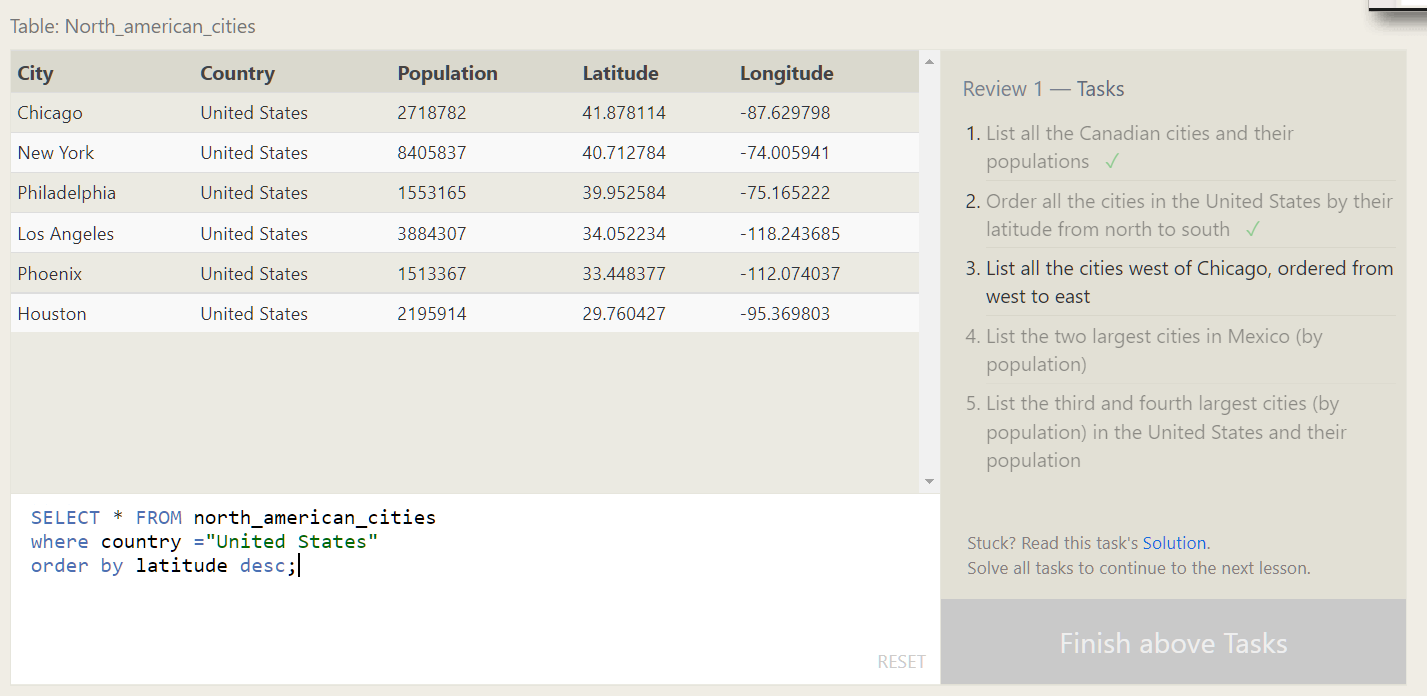 Table: North_american_cities
City Country Population Latitude Longitude
Chicago United States 2718782 41.878114 -87.629798
New York United States 8405837 40.712784 -74.005941
Philadelphia United States 1553165 39.952584 -75.165222
Los Angeles United States 3884307 34.052234 -118.243685
Phoenix United States 1513367 33.448377 -112.074037
Houston United States 2195914 29.760427 -95.369803
SELECT * FROM north_american_cities
where country ="United States"
order by latitude desc;
RESET
Review 1 — Tasks
1. List all the Canadian cities and their
populations ✓
2. Order all the cities in the United States by their
latitude from north to south ✓
3. List all the cities west of Chicago, ordered from
west to east
4. List the two largest cities in Mexico (by
population)
5. List the third and fourth largest cities (by
population) in the United States and their
population
Stuck? Read this task's Solution.
Solve all tasks to continue to the next lesson.
Finish above Tasks